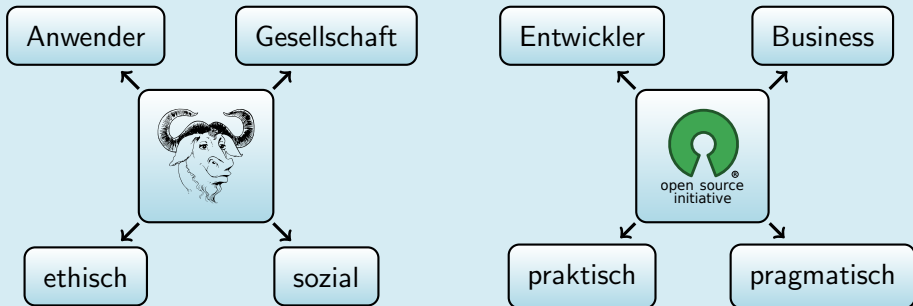 Anwender
Gesellschaft
Entwickler
Business
open source
initiative
®
ethisch
sozial
praktisch
pragmatisch